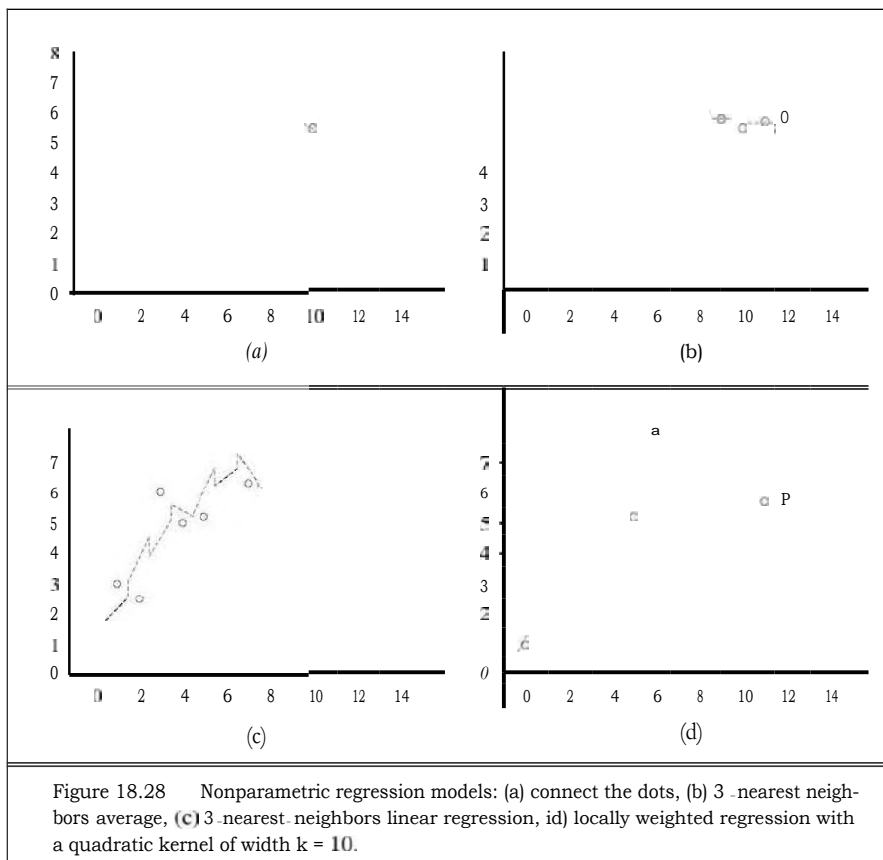 8
7
6
5
4
3
2
1
0
0 2 4 6 8 10 12 14
(a)
0
4
3
2
1
0 2 4 6 8 10 12 14
(b)
7
6
5
4
3
2
1
0
0 2 4 6 8 10 12 14
(c)
a
7
6
P
5
4
3
2
0
0 2 4 6 8 10 12 14
(d)
Figure 18.28 Nonparametric regression models: (a) connect the dots, (b) 3 -nearest neigh-
bors average, (c) 3 -nearest- neighbors linear regression, id) locally weighted regression with
a quadratic kernel of width k = 10.